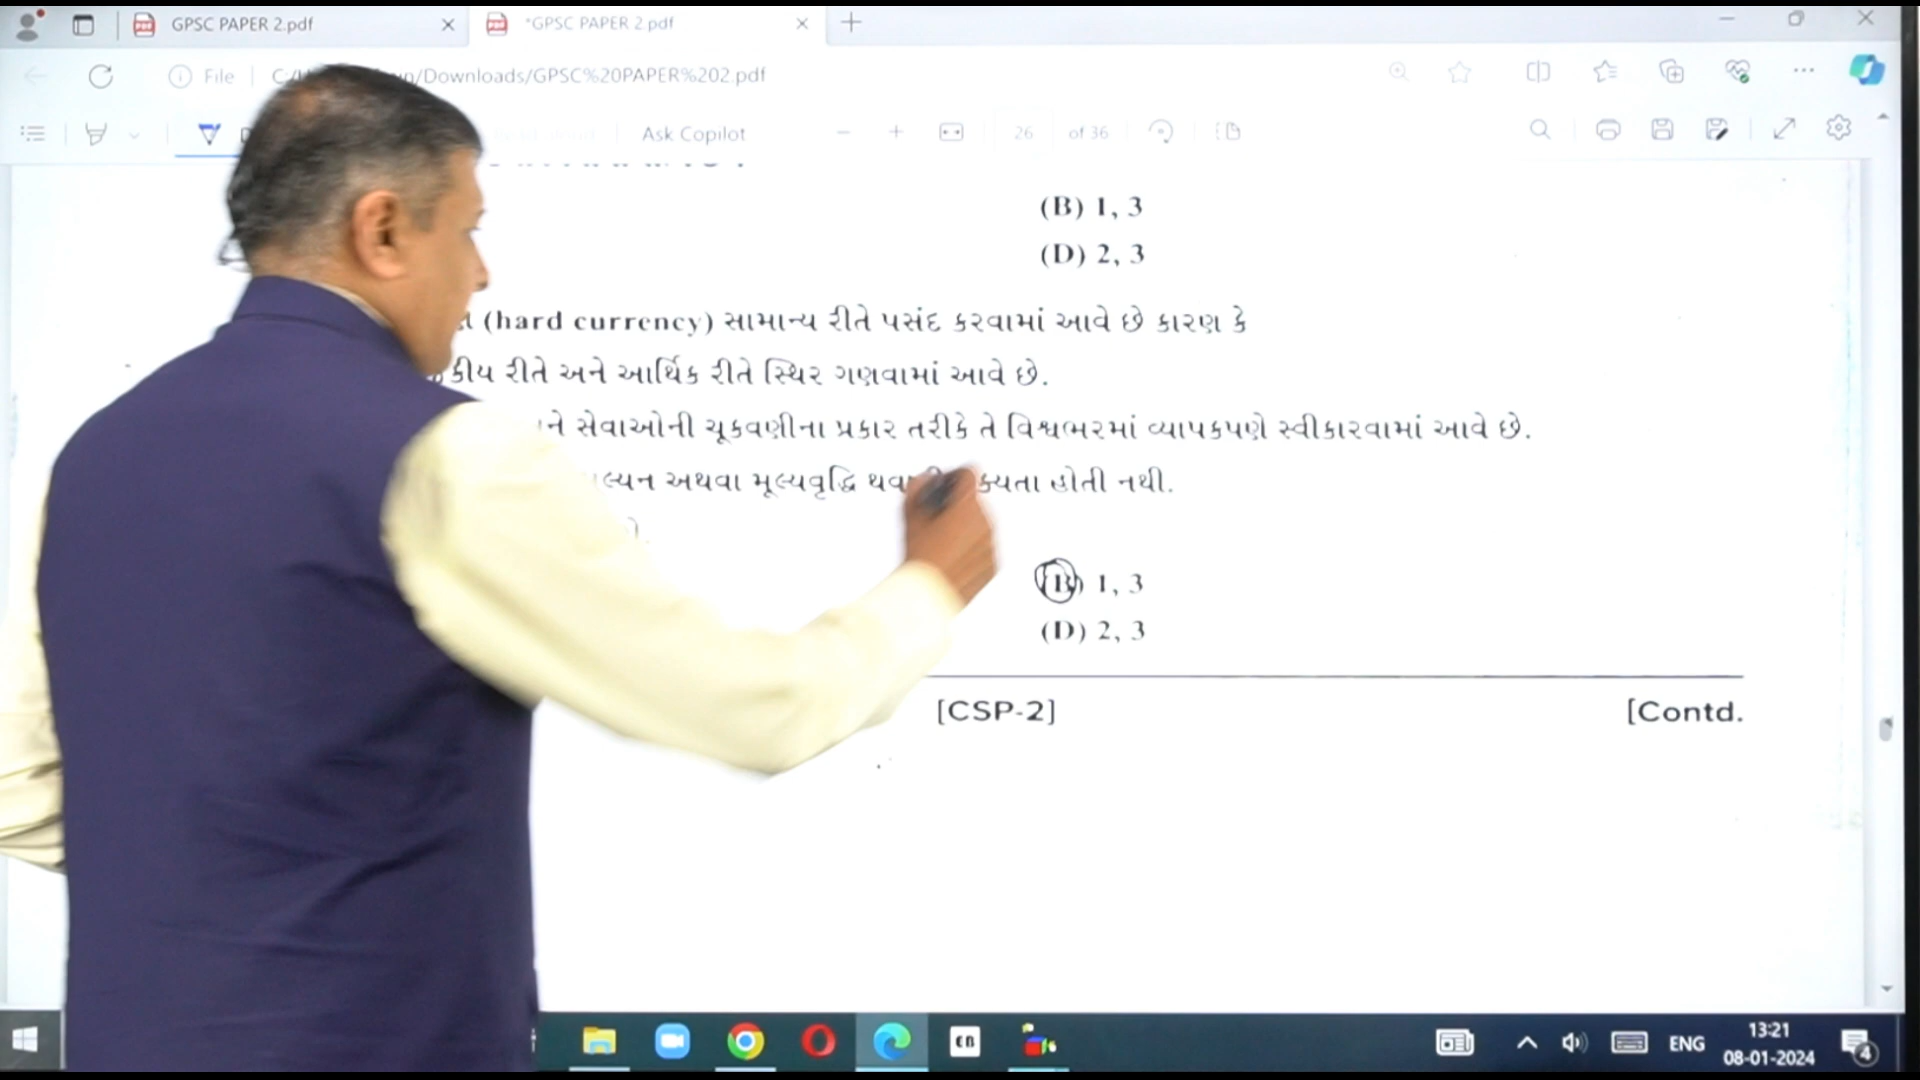 GPSC PAPER 2.pdf
*GPSC PAPER 2.pdf
File
/Downloads/GPSC%20PAPER%202.pdf
Ask Copilot
26 of 36
(B) 1, 3
(D) 2, 3
(hard currency) સામાન્ય રીતે પસંદ કરવામાં આવે છે કારણ કે
રીતે અને આર્થિક રીતે સ્થિર ગણવામાં આવે છે.
સેવાઓની ચૂકવણીના પ્રકાર તરીકે તે વિશ્વભરમાં વ્યાપકપણે સ્વીકારવામાં આવે છે.
અથવા મૂલ્યવૃદ્ધિ હોતી નથી.
(B) 1, 3
(D) 2, 3
[CSP-2]
[Contd.
ENG
13:21
08-01-2024
4